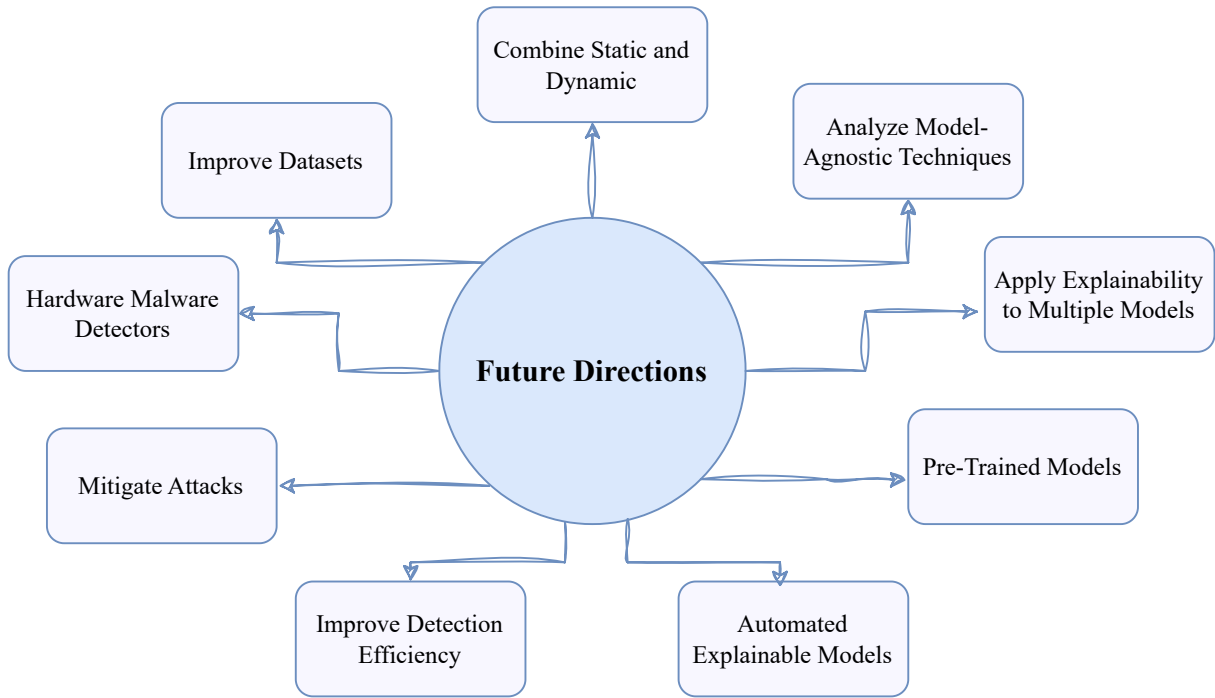 Combine Static and
Dynamic
Analyze Model-
Agnostic Techniques
Improve Datasets
Apply Explainability
to Multiple Models
Hardware Malware
Detectors
Future Directions
Pre-Trained Models
Mitigate Attacks
Improve Detection
Efficiency
Automated
Explainable Models